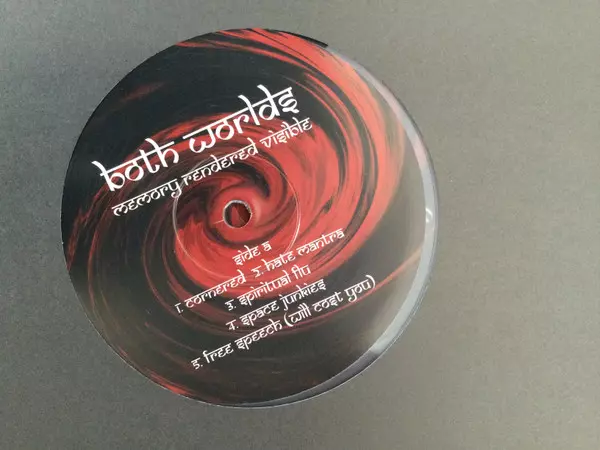 both worlds
memory rendered visible
side a
1. cornered 2. hate mantra
3. spiritual flu
4. space junkies
5. free speech (will cost you)